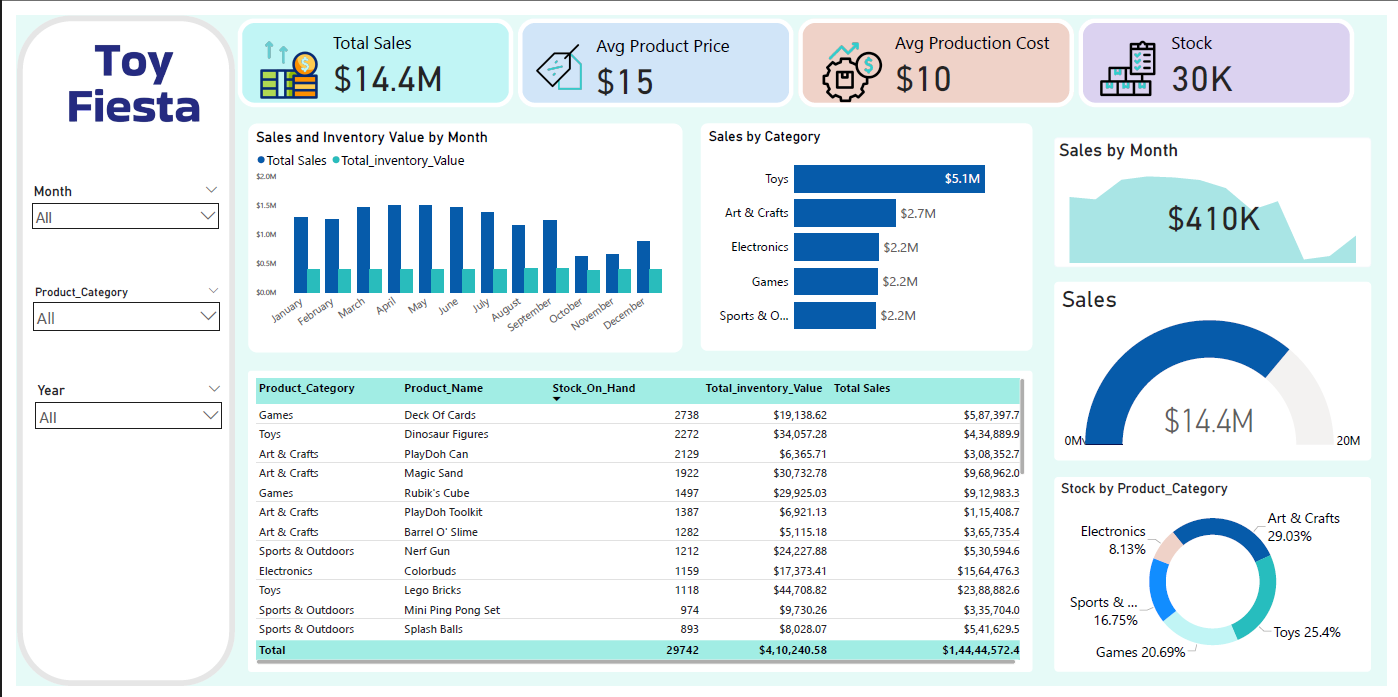 Toy
Fiesta
Month
All
Product_Category
All
Year
All
Total Sales
$14.4M
Avg Product Price
$15
Avg Production Cost
$10
Stock
30K
Sales and Inventory Value by Month
Total Sales Total_inventory_Value
$2.0M
$1.5M
$1.0M
$0.5M
$0.0M
January February March April May June July August September October November December
Sales by Category
Toys $5.1M
Art & Crafts $2.7M
Electronics $2.2M
Games $2.2M
Sports & O... $2.2M
Sales by Month
$410K
Sales
$14.4M
0M 20M
Product_Category Product_Name Stock_On_Hand Total_inventory_Value Total Sales
Games Deck Of Cards 2738 $19,138.62 $5,87,397.7
Toys Dinosaur Figures 2272 $34,057.28 $4,34,889.9
Art & Crafts PlayDoh Can 2129 $6,365.71 $3,08,352.7
Art & Crafts Magic Sand 1922 $30,732.78 $9,68,962.0
Games Rubik's Cube 1497 $29,925.03 $9,12,983.3
Art & Crafts PlayDoh Toolkit 1387 $6,921.13 $1,15,408.7
Art & Crafts Barrel O' Slime 1282 $5,115.18 $3,65,735.4
Sports & Outdoors Nerf Gun 1212 $24,227.88 $5,30,594.6
Electronics Colorbuds 1159 $17,373.41 $15,64,476.3
Toys Lego Bricks 1118 $44,708.82 $23,88,882.6
Sports & Outdoors Mini Ping Pong Set 974 $9,730.26 $3,35,704.0
Sports & Outdoors Splash Balls 893 $8,028.07 $5,41,629.5
Total 29742 $4,10,240.58 $1,44,44,572.4
Stock by Product_Category
Art & Crafts
29.03%
Electronics
8.13%
Sports & ...
16.75%
Toys 25.4%
Games 20.69%